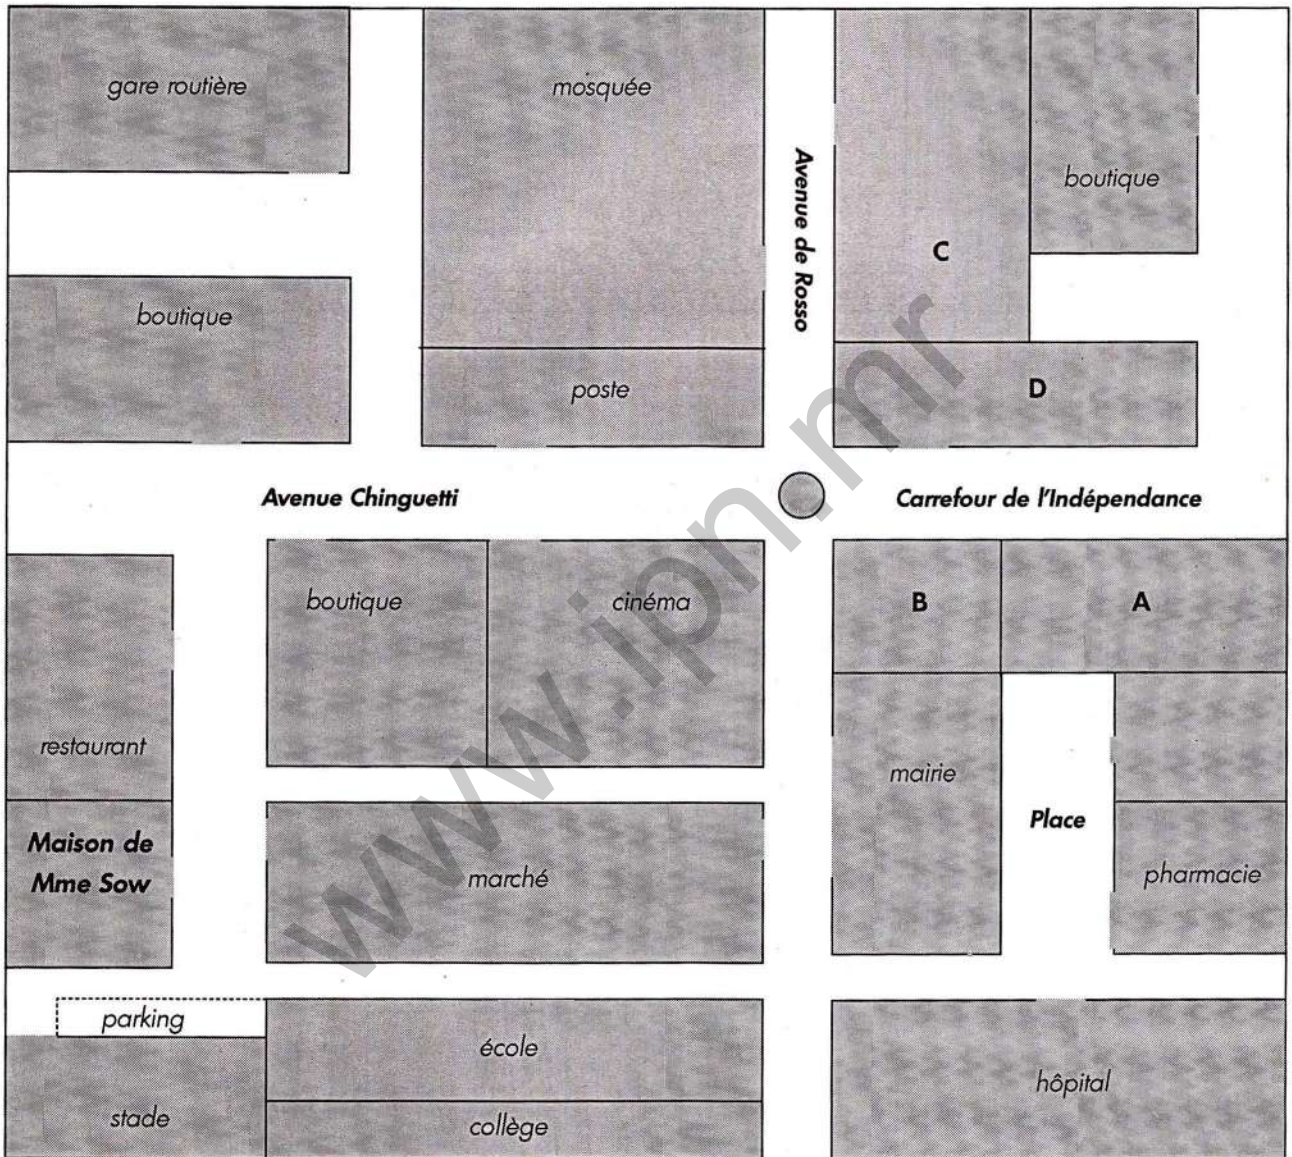 gare routière
mosquée
boutique
Avenue de Rosso
C
boutique
poste
D
Avenue Chinguetti
Carrefour de l'Indépendance
boutique
cinéma
B
A
restaurant
mairie
Place
Maison de
Mme Sow
marché
pharmacie
parking
école
hôpital
stade
collège
www.ipn.mr